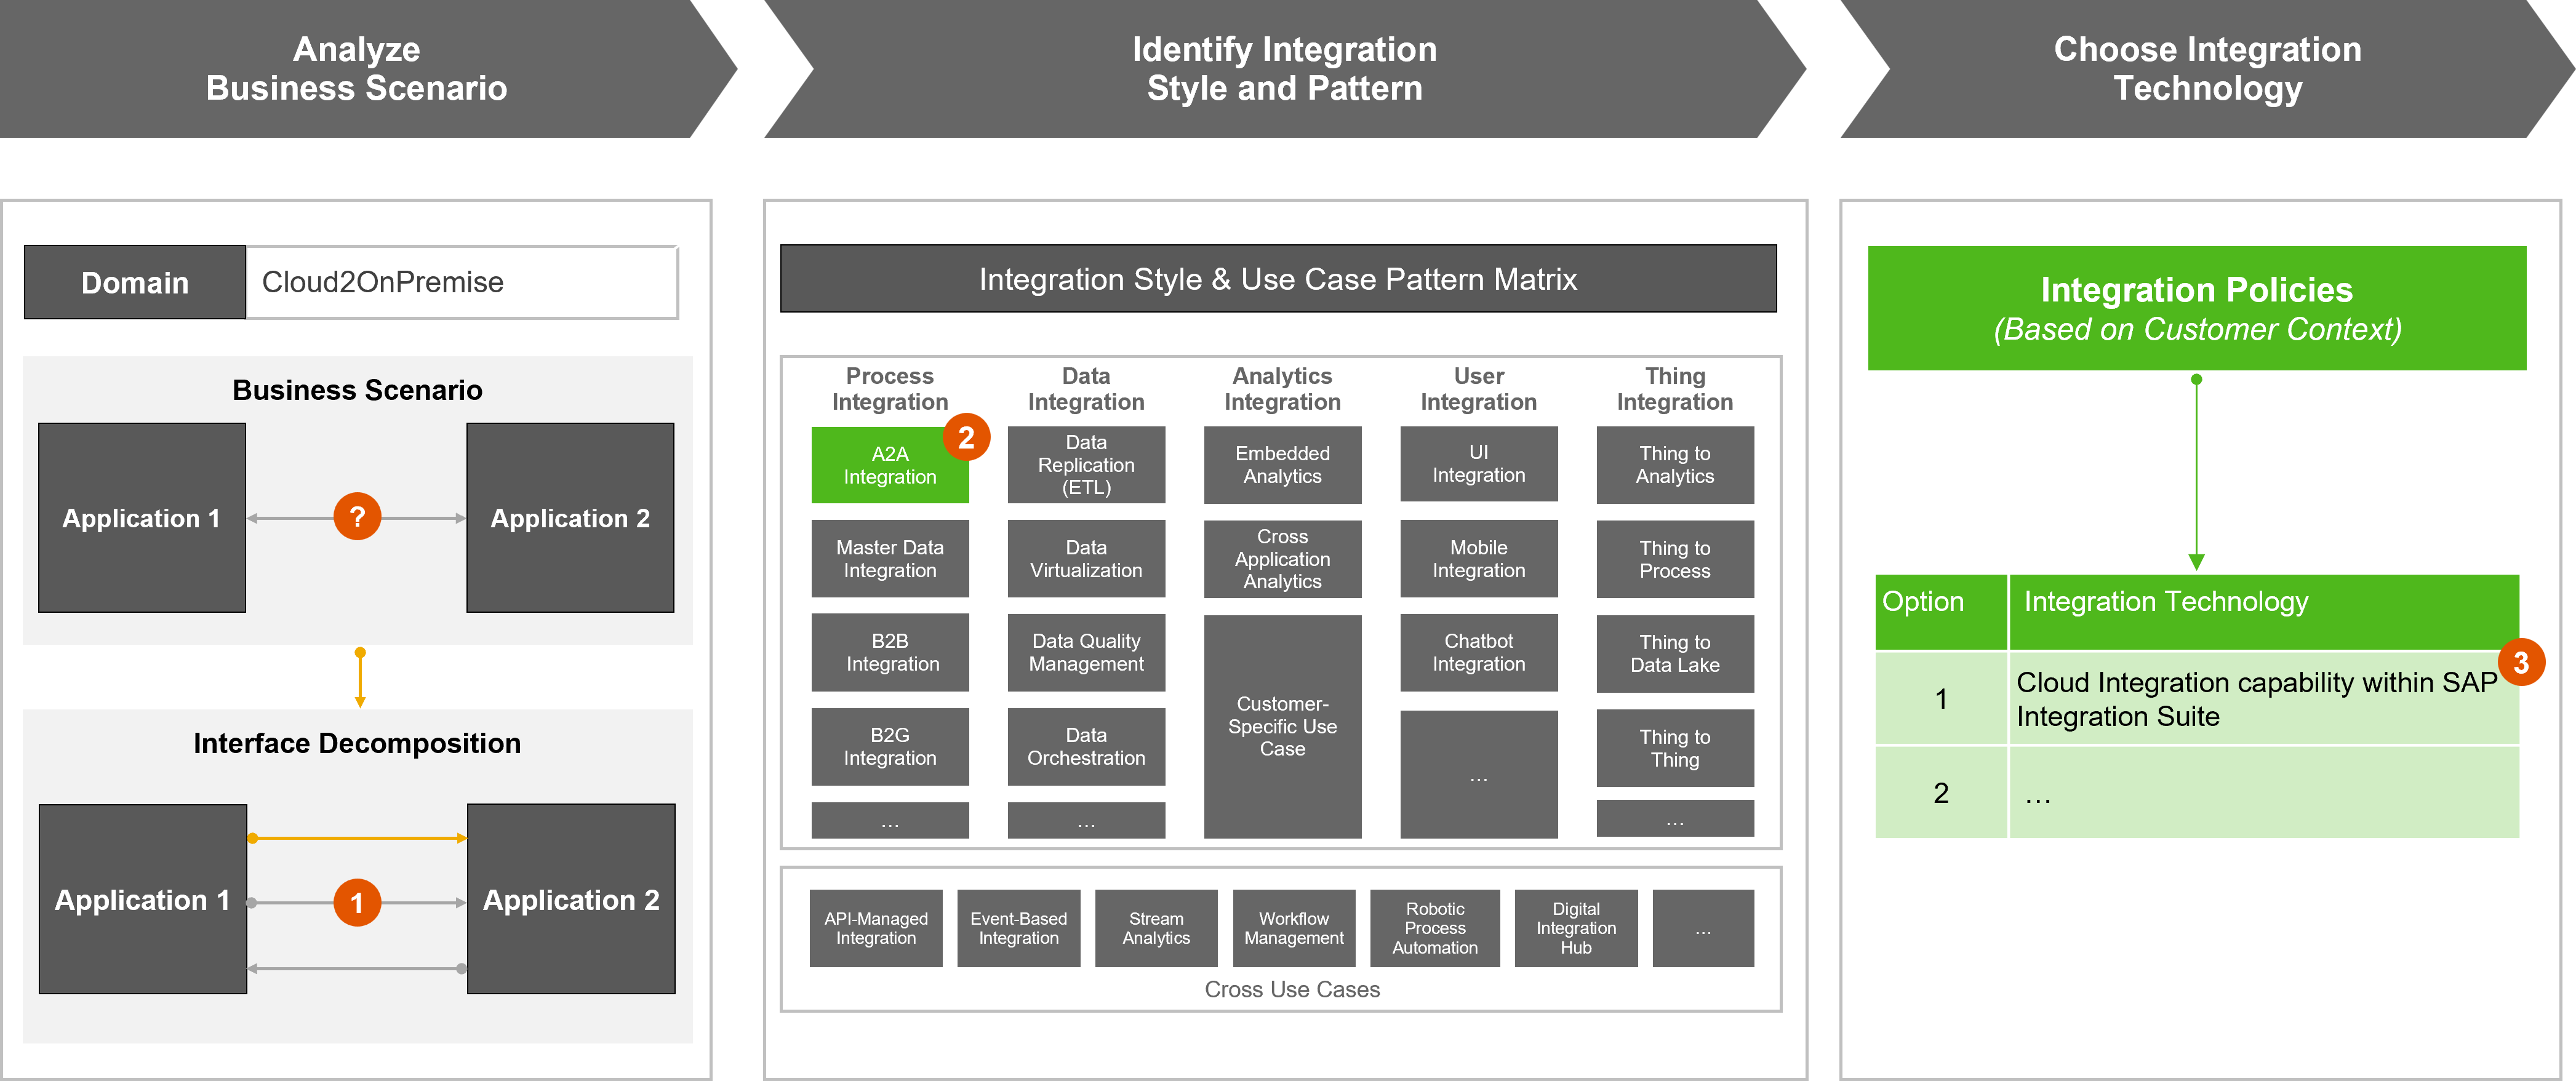 Analyze
Business Scenario
Identify Integration
Style and Pattern
Choose Integration
Technology
Domain
Cloud2OnPremise
Business Scenario
Application 1
?
Application 2
Interface Decomposition
Application 1
1
Application 2
Integration Style & Use Case Pattern Matrix
Process
Integration
2
A2A
Integration
Master Data
Integration
B2B
Integration
B2G
Integration
...
Data
Integration
Data
Replication
(ETL)
Data
Virtualization
Data Quality
Management
Data
Orchestration
...
Analytics
Integration
Embedded
Analytics
Cross
Application
Analytics
Customer-
Specific Use
Case
User
Integration
UI
Integration
Mobile
Integration
Chatbot
Integration
...
Thing
Integration
Thing to
Analytics
Thing to
Process
Thing to
Data Lake
Thing to
Thing
...
API-Managed
Integration
Event-Based
Integration
Stream
Analytics
Workflow
Management
Robotic
Process
Automation
Digital
Integration
Hub
...
Cross Use Cases
Integration Policies
(Based on Customer Context)
Option
Integration Technology
3
1
Cloud Integration capability within SAP
Integration Suite
2
...